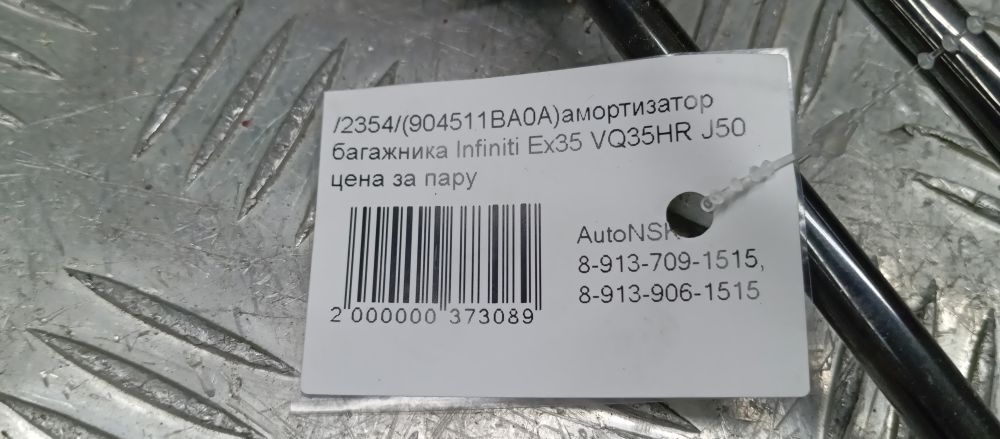 /2354/(904511BA0A)амортизатор
багажника Infiniti Ex35 VQ35HR J50
цена за пару
AutoNSK
8-913-709-1515,
8-913-906-1515
2 000000 373089